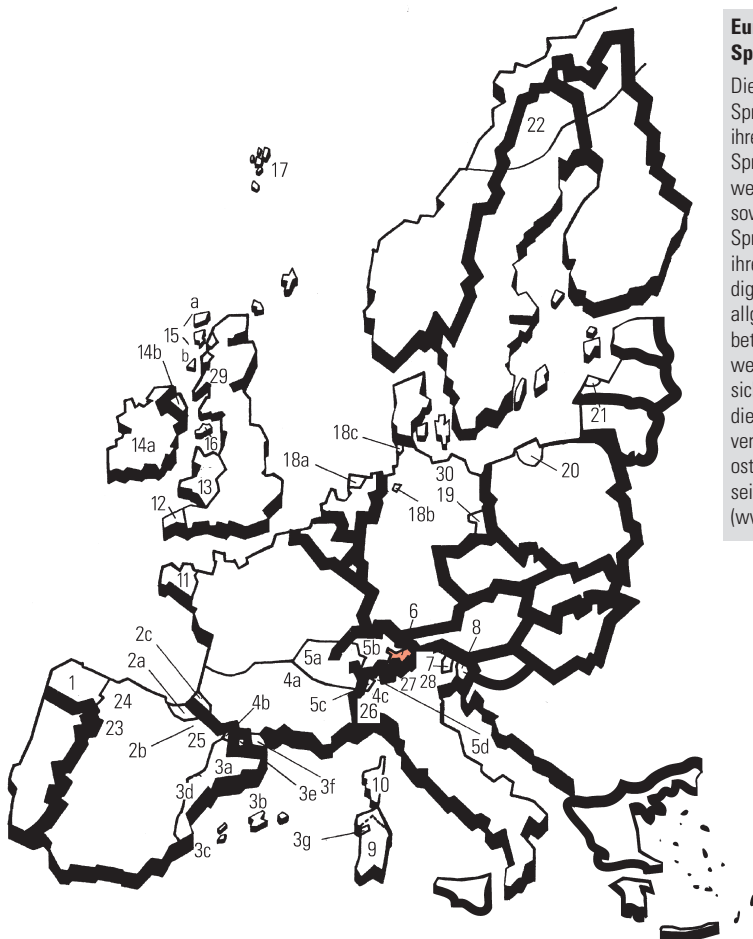 22
17
a
15
b
14b
29
14a
16
13
12
18c
18a
18b
30
19
20
21
11
2c
2a
1
24
23
2b
25
5a
4a
4b
5c
5b
6
8
7
27
28
4c
26
5d
3a
3d
3b
3c
3e
3f
3g
10
9
Eu
Sp
Die
Spr
ihre
Spr
we
sov
Spr
ihre
dig
allg
bet
we
sich
die
ver
ost
sei
(wv